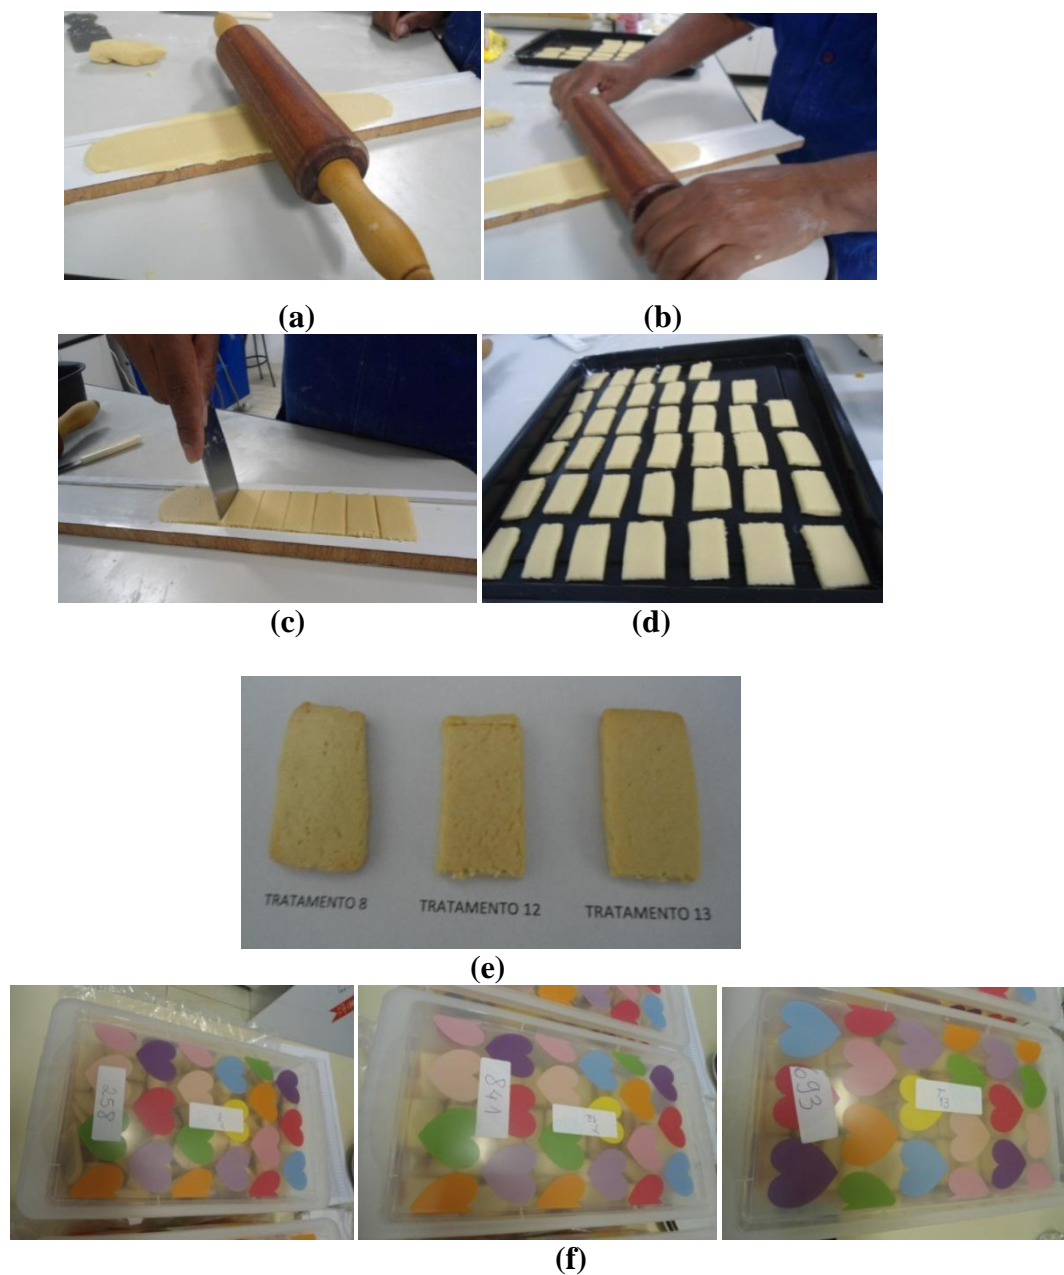 (a)
(b)
(c)
(d)
TRATAMENTO 8
TRATAMENTO 12
TRATAMENTO 13
(e)
258
841
693
(f)